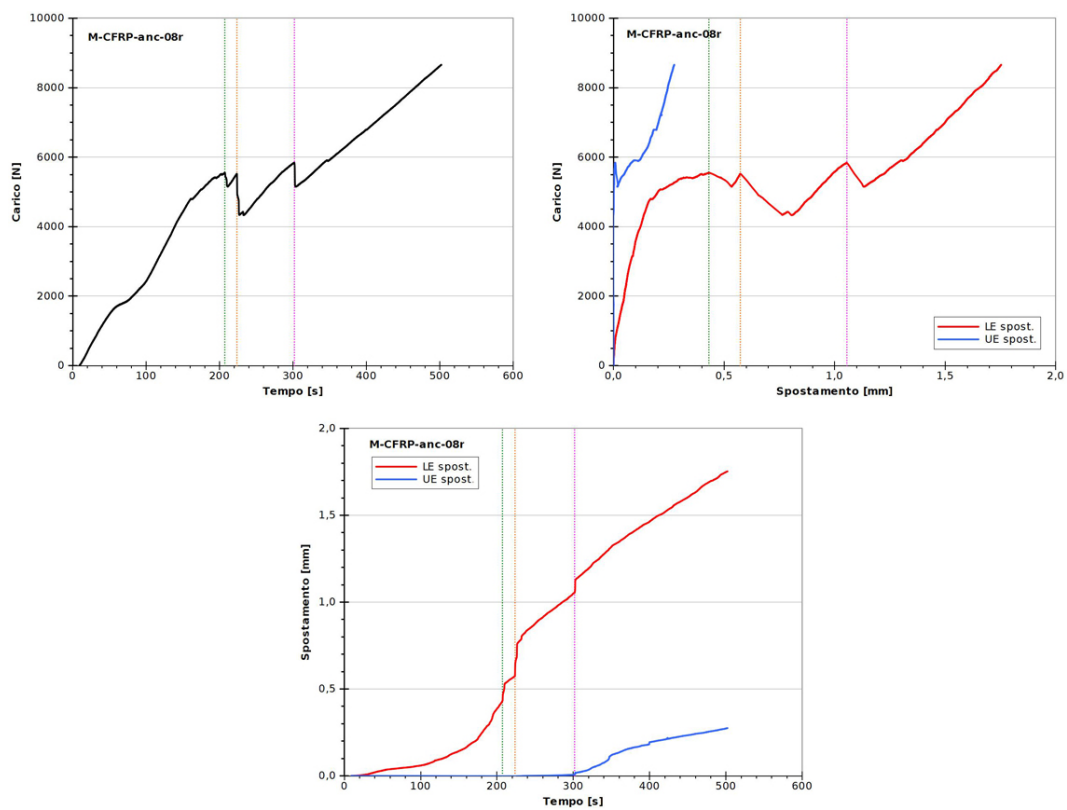 M-CFRP-anc-08r
Carico [N]
10000
8000
6000
4000
2000
0
0 100 200 300 400 500 600
Tempo [s]
M-CFRP-anc-08r
Carico [N]
10000
8000
6000
4000
2000
0
LE spost.
UE spost.
0,0 0,5 1,0 1,5 2,0
Spostamento [mm]
M-CFRP-anc-08r
LE spost.
UE spost.
Spostamento [mm]
2,0
1,5
1,0
0,5
0,0
0 100 200 300 400 500 600
Tempo [s]